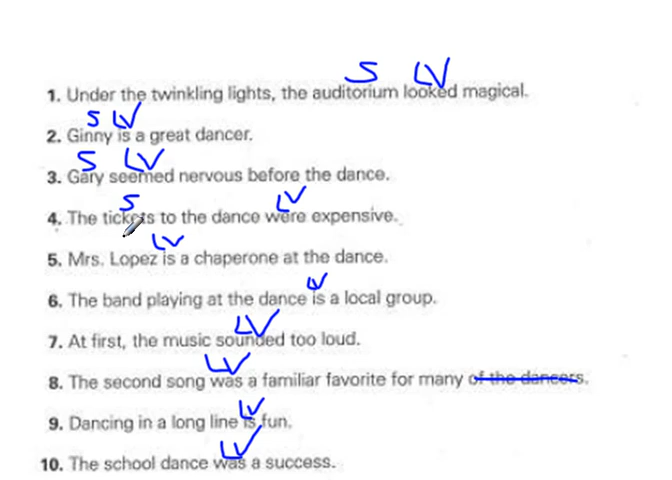 S LV
1. Under the twinkling lights, the auditorium looked magical.
S LV
2. Ginny is a great dancer.
S LV
3. Gary seemed nervous before the dance.
S LV
4. The tickets to the dance were expensive.
LV
5. Mrs. Lopez is a chaperone at the dance.
LV
6. The band playing at the dance is a local group.
LV
7. At first, the music sounded too loud.
LV
8. The second song was a familiar favorite for many of the dancers.
LV
9. Dancing in a long line is fun.
LV
10. The school dance was a success.